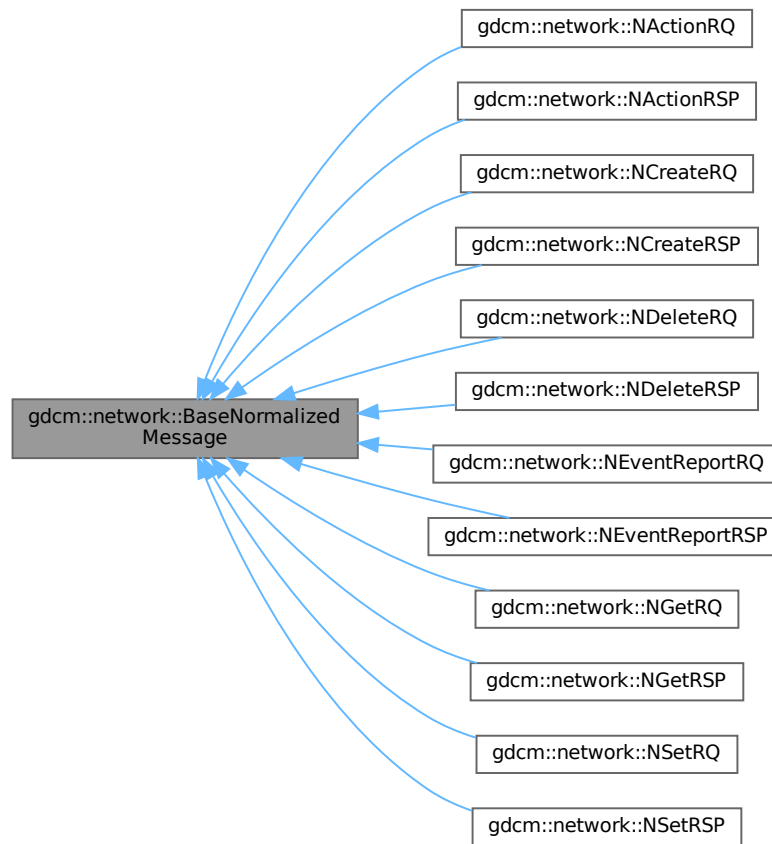 gdcm::network::NActionRQ
gdcm::network::NActionRSP
gdcm::network::NCreateRQ
gdcm::network::NCreateRSP
gdcm::network::NDeleteRQ
gdcm::network::NDeleteRSP
gdcm::network::BaseNormalized
Message
gdcm::network::NEventReportRQ
gdcm::network::NEventReportRSP
gdcm::network::NGetRQ
gdcm::network::NGetRSP
gdcm::network::NSetRQ
gdcm::network::NSetRSP